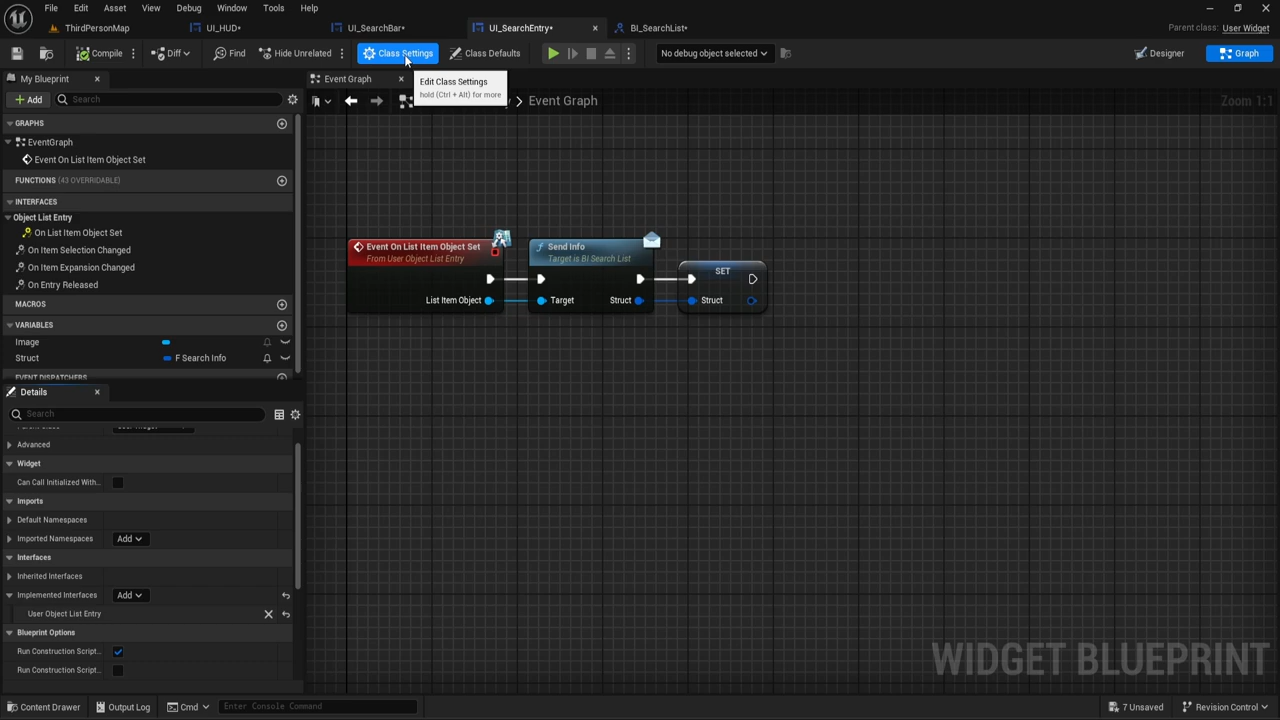 File Edit Asset View Debug Window Tools Help
ThirdPersonMap UI_HUD• UI_SearchBar• UI_SearchEntry• BI_SearchList• Parent class: User Widget
Compile Diff Find Hide Unrelated Class Settings Class Defaults No debug object selected Designer Graph
My Blueprint Event Graph Edit Class Settings
hold (Ctrl + Alt) for more
Add Search > Event Graph Zoom 1:1
GRAPHS
EventGraph
Event On List Item Object Set
FUNCTIONS (43 OVERRIDABLE)
INTERFACES
Object List Entry
On List Item Object Set
On Item Selection Changed
On Item Expansion Changed
On Entry Released
MACROS
VARIABLES
Image
Struct F Search Info
EVENT DISPATCHERS
Event On List Item Object Set
From User Object List Entry
List Item Object
Send Info
Target is BI Search List
Target Struct
SET
Struct
Details
Search
Advanced
Widget
Can Call Initialized With...
Imports
Default Namespaces
Imported Namespaces Add
Interfaces
Inherited Interfaces
Implemented Interfaces Add
User Object List Entry
Blueprint Options
Run Construction Script...
Run Construction Script...
WIDGET BLUEPRINT
Content Drawer Output Log Cmd Enter Console Command 7 Unsaved Revision Control